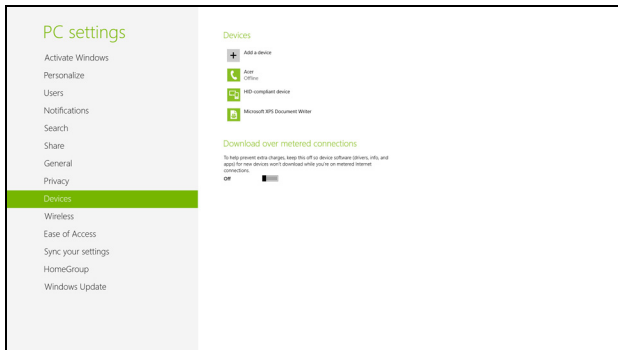 PC settings
Activate Windows
Personalize
Users
Notifications
Search
Share
General
Privacy
Devices
Wireless
Ease of Access
Sync your settings
HomeGroup
Windows Update
Devices
Add a device
Acer
Offline
HID-compliant device
Microsoft XPS Document Writer
Download over metered connections
To help prevent extra charges, keep this off so device software (drivers, info, and
apps) for new devices won't download while you're on metered Internet
connections.
Off